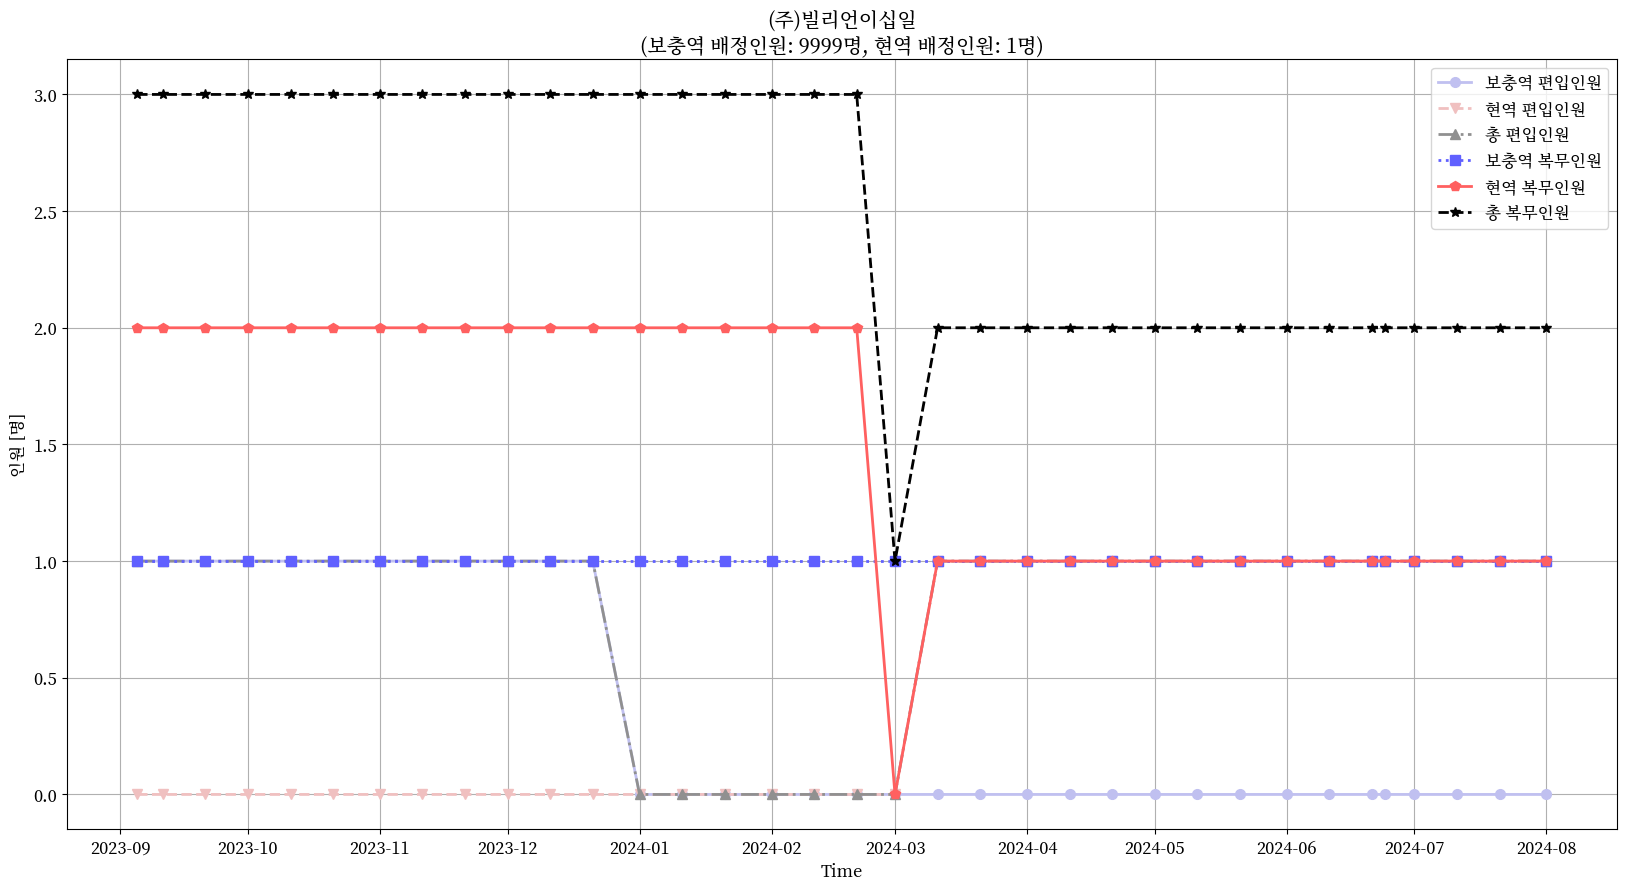 (주)빌리언이십일
(보충역 배정인원: 9999명, 현역 배정인원: 1명)
보충역 편입인원
현역 편입인원
총 편입인원
보충역 복무인원
현역 복무인원
총 복무인원
인원 [명]
3.0
2.5
2.0
1.5
1.0
0.5
0.0
2023-09 2023-10 2023-11 2023-12 2024-01 2024-02 2024-03 2024-04 2024-05 2024-06 2024-07 2024-08
Time